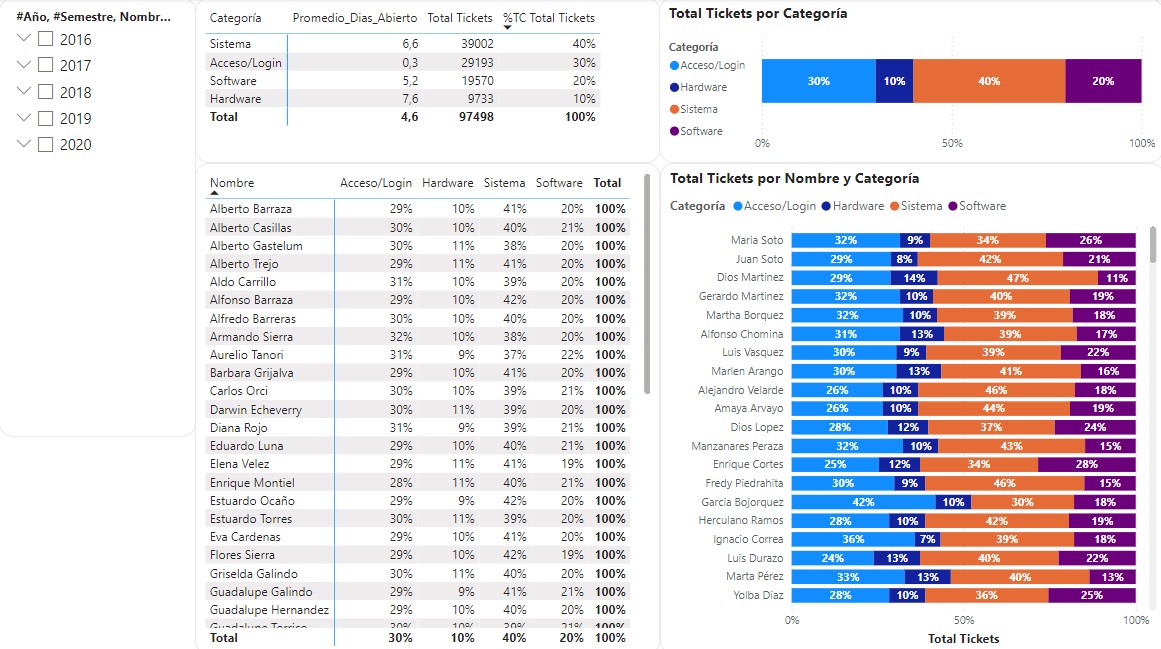 #Año, #Semestre, Nombr...
2016
2017
2018
2019
2020
Categoría Promedio_Dias_Abierto Total Tickets %TC Total Tickets
Sistema 6,6 39002 40%
Acceso/Login 0,3 29193 30%
Software 5,2 19570 20%
Hardware 7,6 9733 10%
Total 4,6 97498 100%
Total Tickets por Categoría
Categoría
Acceso/Login
Hardware
Sistema
Software
30% 10% 40% 20%
0% 50% 100%
Nombre Acceso/Login Hardware Sistema Software Total
Alberto Barraza 29% 10% 41% 20% 100%
Alberto Casillas 30% 10% 40% 21% 100%
Alberto Gastelum 30% 11% 38% 20% 100%
Alberto Trejo 29% 11% 41% 20% 100%
Aldo Carrillo 31% 10% 39% 20% 100%
Alfonso Barraza 29% 10% 42% 20% 100%
Alfredo Barreras 30% 10% 40% 20% 100%
Armando Sierra 32% 10% 38% 20% 100%
Aurelio Tanori 31% 9% 37% 22% 100%
Barbara Grijalva 29% 10% 41% 20% 100%
Carlos Orci 30% 10% 39% 21% 100%
Darwin Echeverry 30% 11% 39% 20% 100%
Diana Rojo 31% 9% 39% 21% 100%
Eduardo Luna 29% 10% 40% 21% 100%
Elena Velez 29% 11% 41% 19% 100%
Enrique Montiel 28% 11% 40% 21% 100%
Estuardo Ocaño 29% 9% 42% 20% 100%
Estuardo Torres 30% 11% 39% 20% 100%
Eva Cardenas 29% 10% 41% 20% 100%
Flores Sierra 29% 10% 42% 19% 100%
Griselda Galindo 30% 11% 40% 20% 100%
Guadalupe Galindo 29% 9% 41% 21% 100%
Guadalupe Hernandez 29% 10% 40% 20% 100%
Total 30% 10% 40% 20% 100%
Total Tickets por Nombre y Categoría
Categoría Acceso/Login Hardware Sistema Software
Maria Soto 32% 9% 34% 26%
Juan Soto 29% 8% 42% 21%
Dios Martinez 29% 14% 47% 11%
Gerardo Martinez 32% 10% 40% 19%
Martha Borquez 32% 10% 39% 18%
Alfonso Chomina 31% 13% 39% 17%
Luis Vasquez 30% 9% 39% 22%
Marien Arango 30% 13% 41% 16%
Alejandro Velarde 26% 10% 46% 18%
Amaya Arvayo 26% 10% 44% 19%
Dios Lopez 28% 12% 37% 24%
Manzanares Peraza 32% 10% 43% 15%
Enrique Cortes 25% 12% 34% 28%
Fredy Piedrahita 30% 9% 46% 15%
García Bojorquez 42% 10% 30% 18%
Herculano Ramos 28% 10% 42% 19%
Ignacio Correa 36% 7% 39% 18%
Luis Durazo 24% 13% 40% 22%
Marta Pérez 33% 13% 40% 13%
Yolba Díaz 28% 10% 36% 25%
0% 50% 100%
Total Tickets